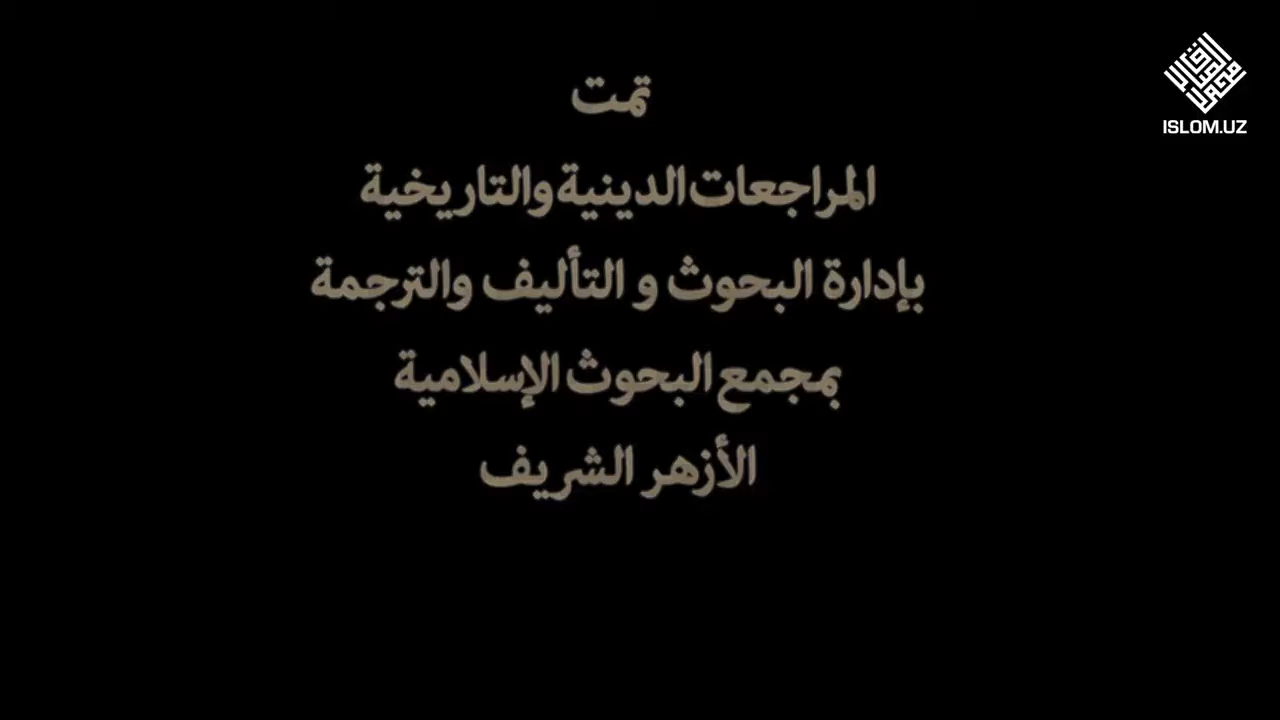 تمت
المراجعات الدينية والتاريخية
بإدارة البحوث و التأليف والترجمة
بمجمع البحوث الإسلامية
الأزهر الشريف
ISLOM.UZ